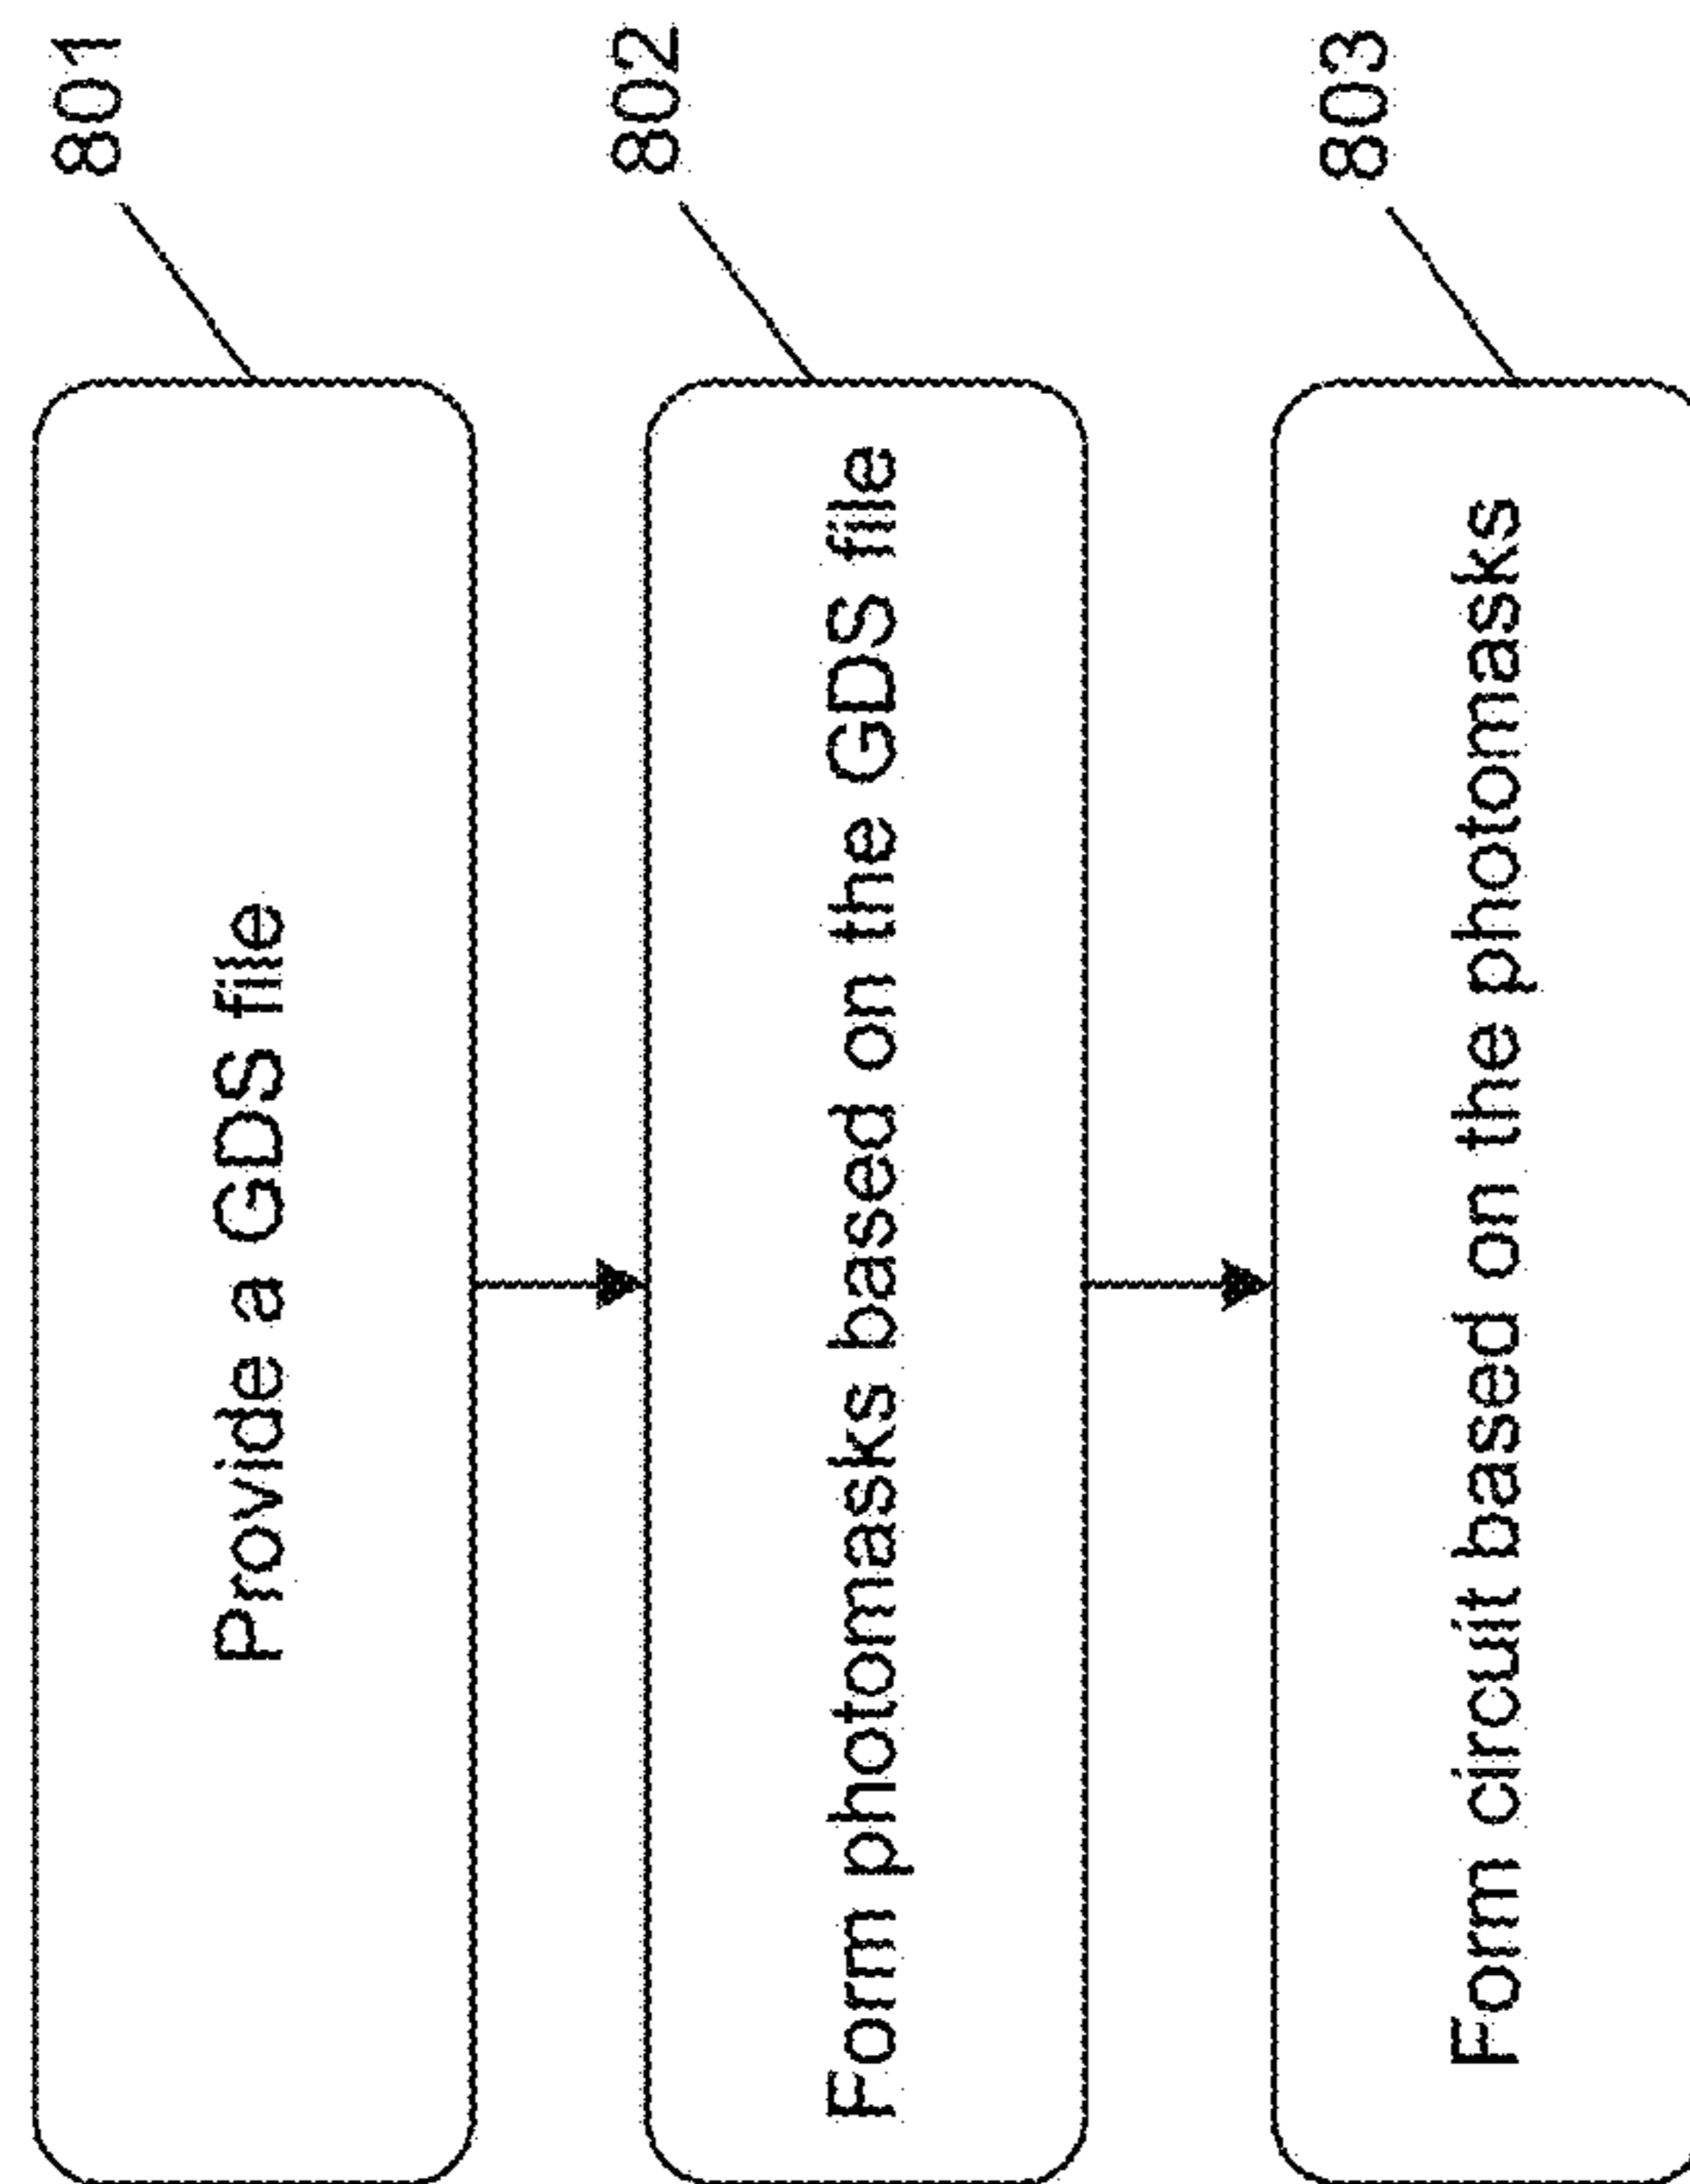 801
Provide a GDS file
802
Form photomasks based on the GDS file
803
Form circuit based on the photomasks